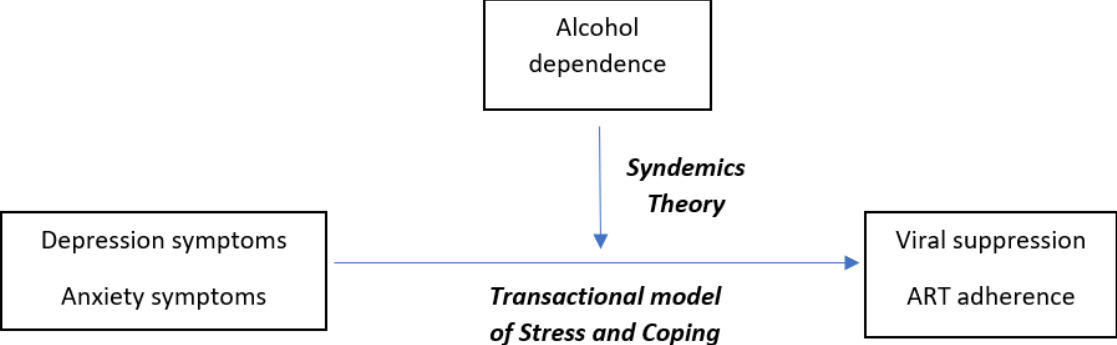 Alcohol
dependence
Syndemics
Theory
Depression symptoms
Anxiety symptoms
Viral suppression
ART adherence
Transactional model
of Stress and Coping